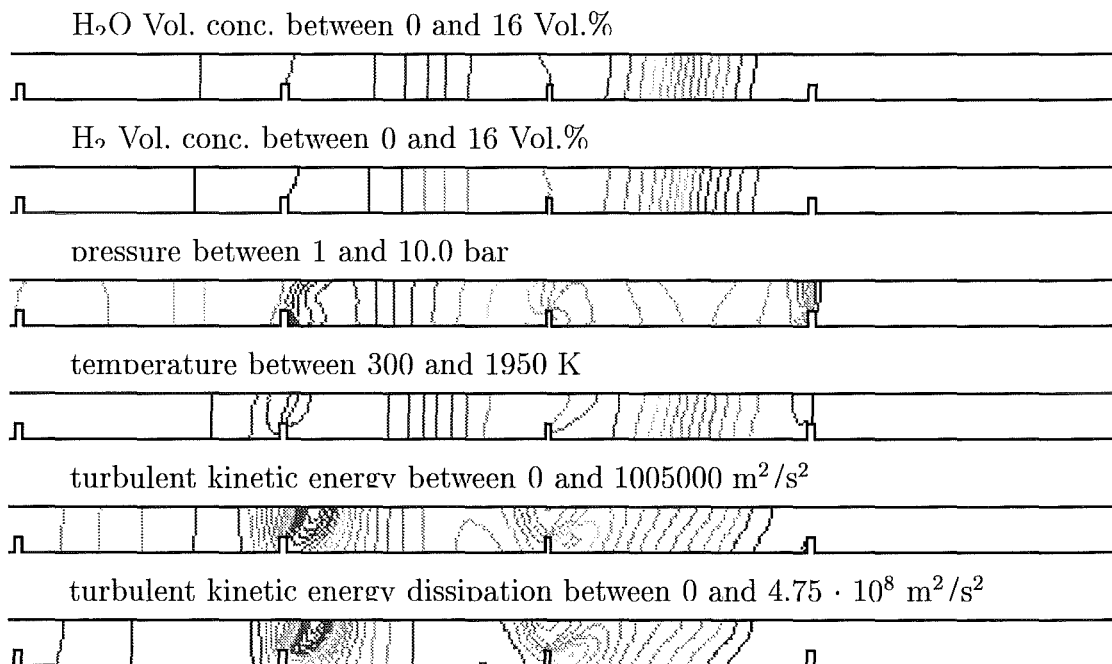 H₂O Vol. conc. between 0 and 16 Vol.%
H₂ Vol. conc. between 0 and 16 Vol.%
pressure between 1 and 10.0 bar
temperature between 300 and 1950 K
turbulent kinetic energy between 0 and 1005000 m²/s²
turbulent kinetic energy dissipation between 0 and 4.75 · 10⁸ m²/s²